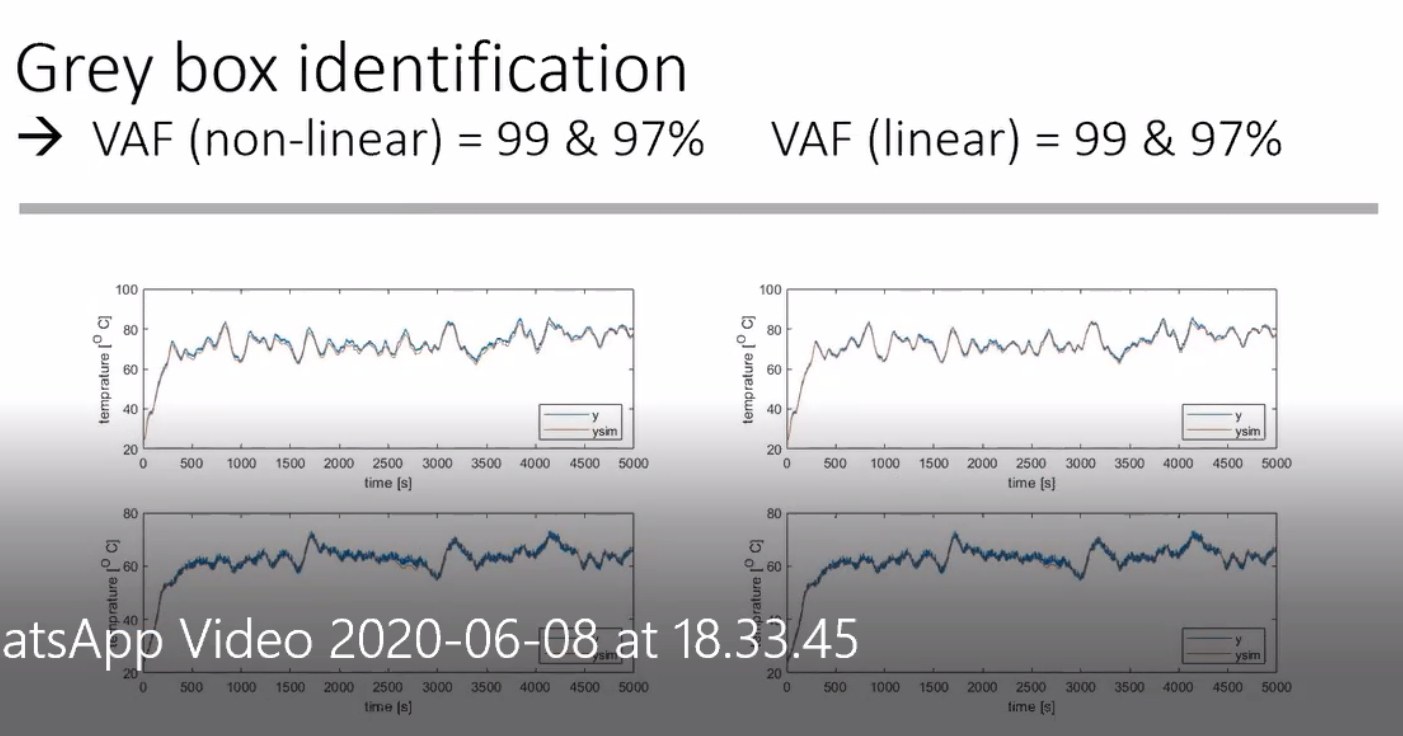 Grey box identification
→ VAF (non-linear) = 99 & 97% VAF (linear) = 99 & 97%
100
80
60
40
20
temprature [° C]
y
ysim
0 500 1000 1500 2000 2500 3000 3500 4000 4500 5000
time [s]
100
80
60
40
20
temprature [° C]
y
ysim
0 500 1000 1500 2000 2500 3000 3500 4000 4500 5000
time [s]
80
60
40
20
temprature [° C]
y
ysim
0 500 1000 1500 2000 2500 3000 3500 4000 4500 5000
time [s]
80
60
40
20
temprature [° C]
y
ysim
0 500 1000 1500 2000 2500 3000 3500 4000 4500 5000
time [s]
atsApp Video 2020-06-08 at 18.33.45